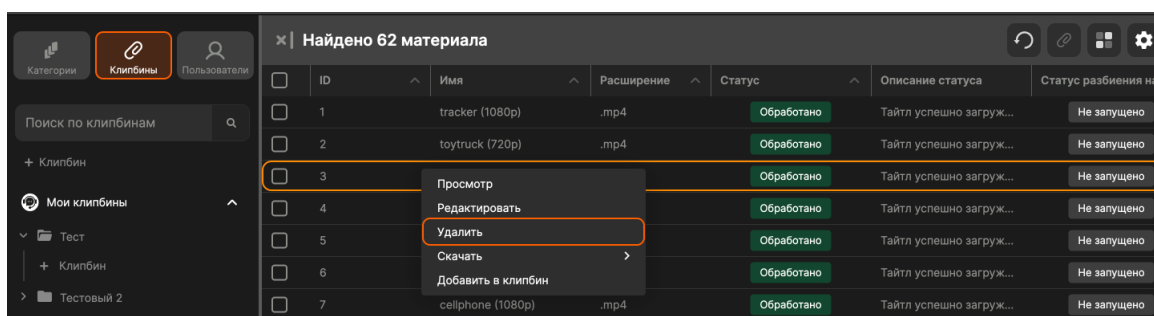 Категории
Клипбины
Пользователи
Поиск по клипбинам
+ Клипбин
Мои клипбины
Тест
+ Клипбин
Тестовый 2
Найдено 62 материала
ID Имя Расширение Статус Описание статуса Статус разбиения на
1 tracker (1080p) .mp4 Обработано Тайтл успешно загруж... Не запущено
2 toytruck (720p) .mp4 Обработано Тайтл успешно загруж... Не запущено
3 Обработано Тайтл успешно загруж... Не запущено
4 Обработано Тайтл успешно загруж... Не запущено
5 Обработано Тайтл успешно загруж... Не запущено
6 Обработано Тайтл успешно загруж... Не запущено
7 cellphone (1080p) .mp4 Обработано Тайтл успешно загруж... Не запущено
Просмотр
Редактировать
Удалить
Скачать
Добавить в клипбин